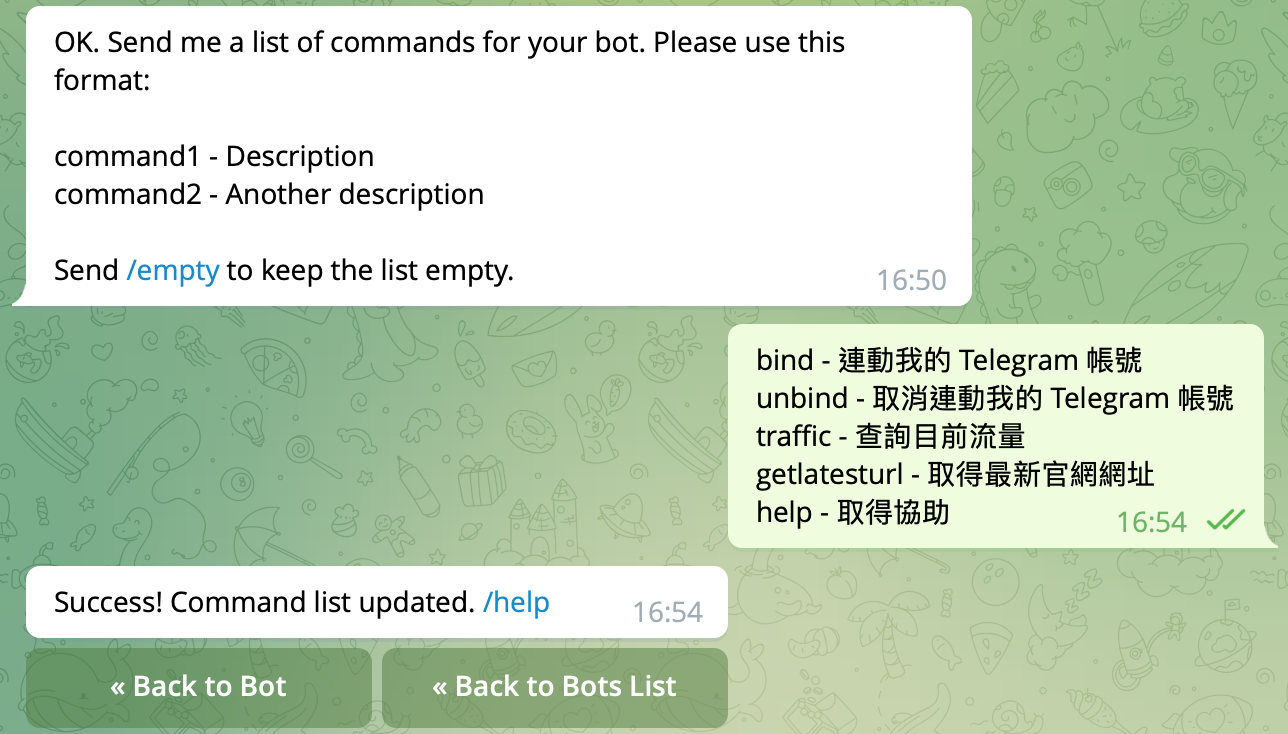 OK. Send me a list of commands for your bot. Please use this
format:
command1 - Description
command2 - Another description
Send /empty to keep the list empty.
16:50
bind - 連動我的 Telegram 帳號
unbind - 取消連動我的 Telegram 帳號
traffic - 查詢目前流量
getlatesturl - 取得最新官網網址
help - 取得協助
16:54
Success! Command list updated. /help
16:54
« Back to Bot
« Back to Bots List